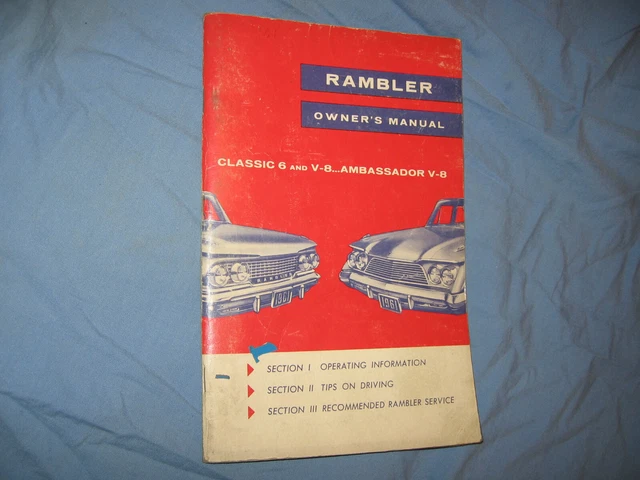 RAMBLER
OWNER'S MANUAL
CLASSIC 6 AND V-8...AMBASSADOR V-8
RAMBLER
1961
1961
SECTION I OPERATING INFORMATION
SECTION II TIPS ON DRIVING
SECTION III RECOMMENDED RAMBLER SERVICE